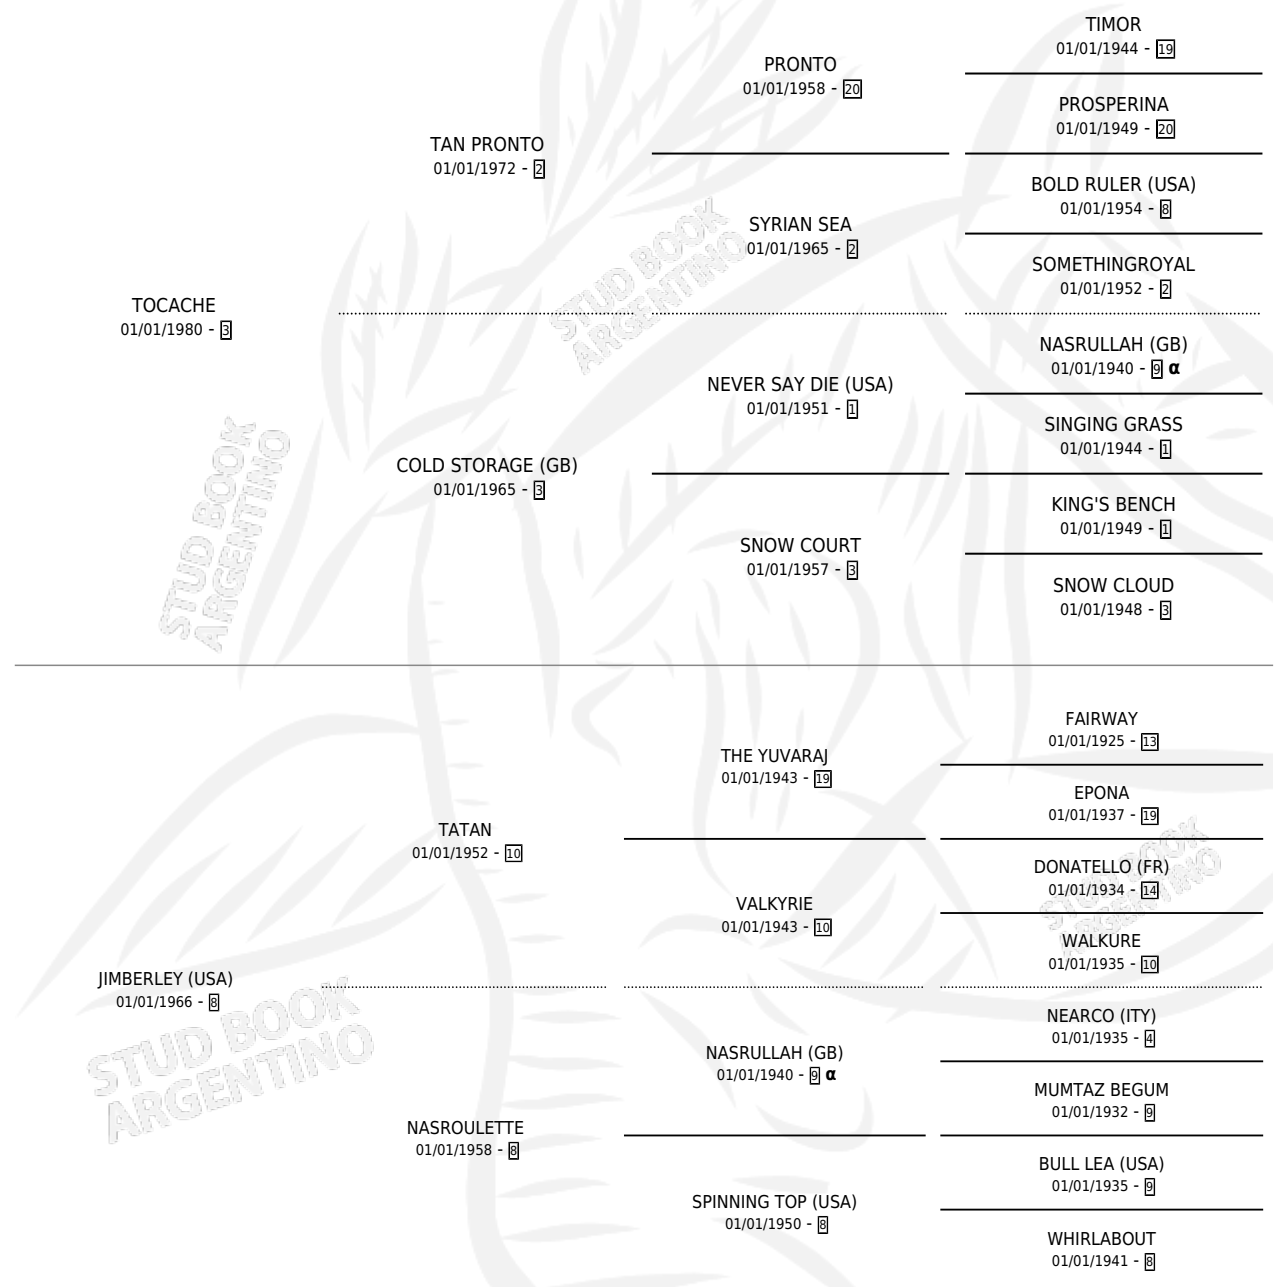 TIMOR
01/01/1944 - 19
PRONTO
01/01/1958 - 20
PROSPERINA
01/01/1949 - 20
TAN PRONTO
01/01/1972 - 2
BOLD RULER (USA)
01/01/1954 - 8
SYRIAN SEA
01/01/1965 - 2
SOMETHINGROYAL
01/01/1952 - 2
TOCACHE
01/01/1980 - 3
NASRULLAH (GB)
01/01/1940 - 9 α
NEVER SAY DIE (USA)
01/01/1951 - 1
SINGING GRASS
01/01/1944 - 1
COLD STORAGE (GB)
01/01/1965 - 3
KING'S BENCH
01/01/1949 - 1
SNOW COURT
01/01/1957 - 3
SNOW CLOUD
01/01/1948 - 3
STUD BOOK
ARGENTINO
STUD BOOK
ARGENTINO
FAIRWAY
01/01/1925 - 13
THE YUVARAJ
01/01/1943 - 19
EPONA
01/01/1937 - 19
TATAN
01/01/1952 - 10
DONATELLO (FR)
01/01/1934 - 14
VALKYRIE
01/01/1943 - 10
WALKURE
01/01/1935 - 10
JIMBERLEY (USA)
01/01/1966 - 8
NEARCO (ITY)
01/01/1935 - 4
NASRULLAH (GB)
01/01/1940 - 9 α
MUMTAZ BEGUM
01/01/1932 - 9
NASROULETTE
01/01/1958 - 8
BULL LEA (USA)
01/01/1935 - 9
SPINNING TOP (USA)
01/01/1950 - 8
WHIRLABOUT
01/01/1941 - 8
STUD BOOK
ARGENTINO
STUD BOOK
ARGENTINO